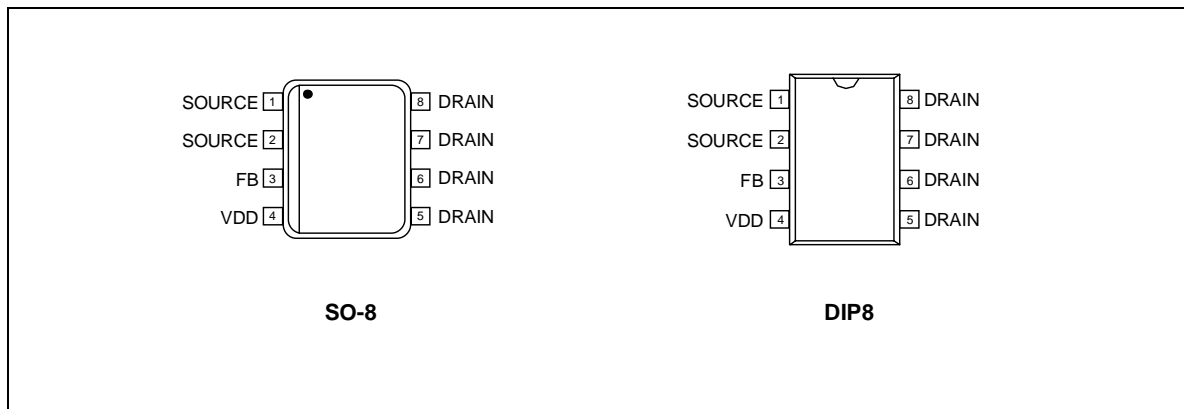 SOURCE 1 8 DRAIN
SOURCE 2 7 DRAIN
FB 3 6 DRAIN
VDD 4 5 DRAIN
SO-8
SOURCE 1 8 DRAIN
SOURCE 2 7 DRAIN
FB 3 6 DRAIN
VDD 4 5 DRAIN
DIP8